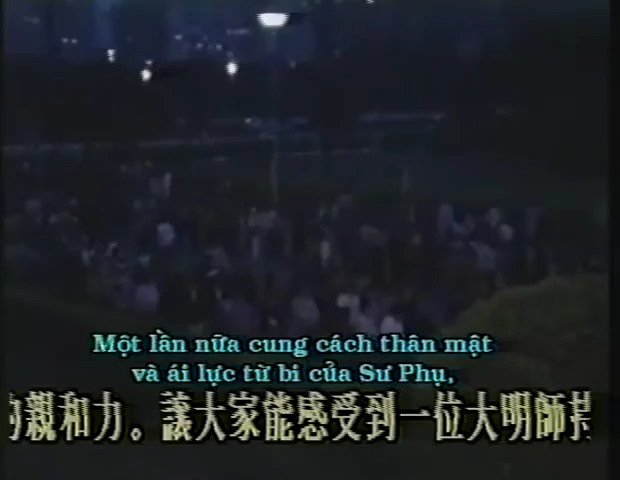 Một lần nữa cung cách thân mật
và ái lực từ bi của Sư Phụ,
親和力。讓大家能感受到一位大明師